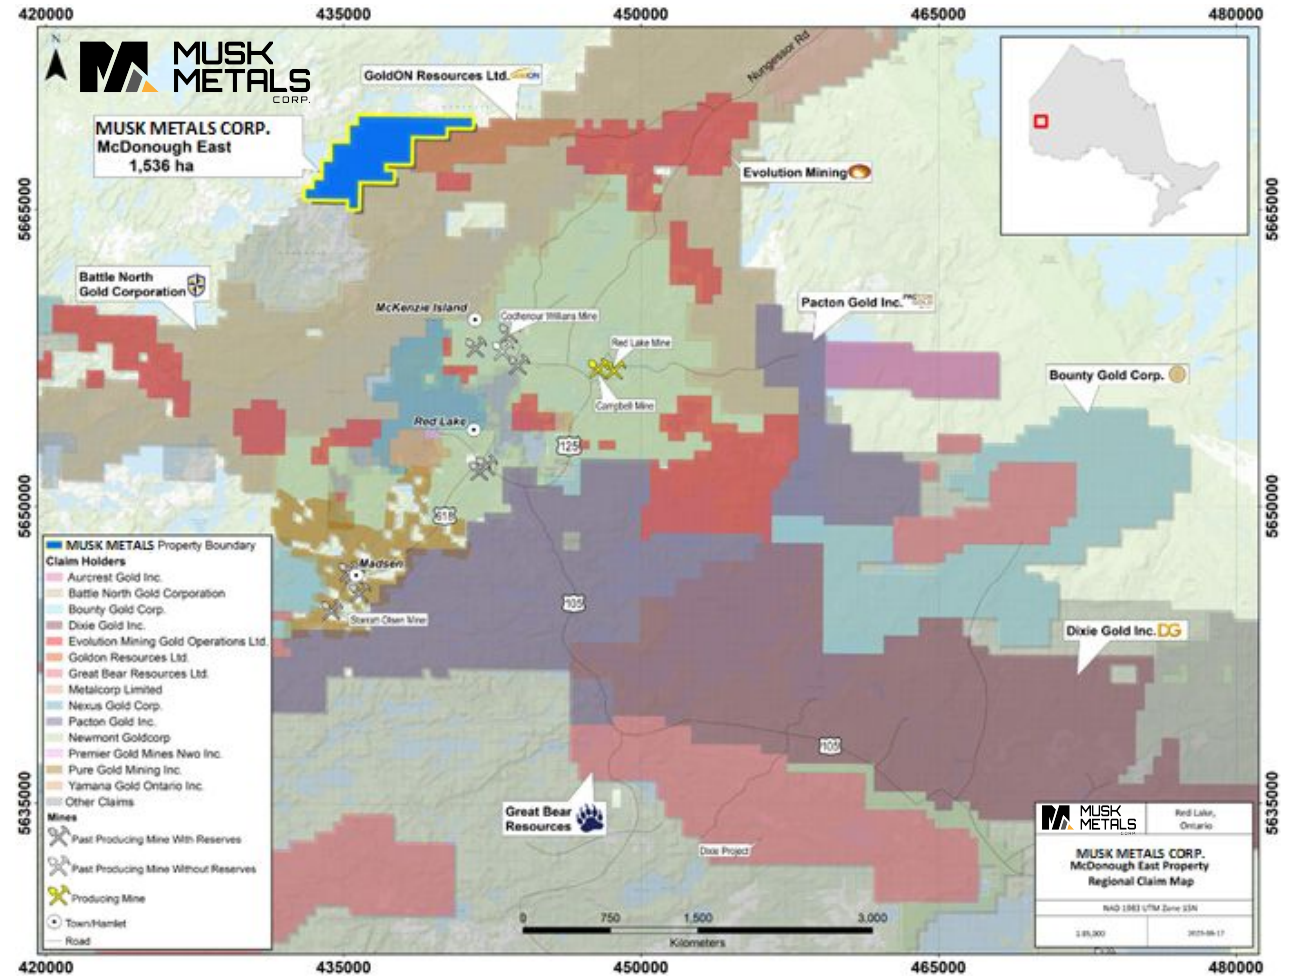 420000
435000
450000
465000
480000
N
MUSK
METALS
CORP.
GoldON Resources Ltd.
Nungessor Rd
MUSK METALS CORP.
McDonough East
1,536 ha
Evolution Mining
5665000
5665000
Battle North
Gold Corporation
McKenzie Island
Cochenour Willians Mine
Pacton Gold Inc.
Red Lake Mine
Bounty Gold Corp.
Campbell Mine
Red Lake
125
5650000
5650000
618
Madsen
105
Starratt Olsen Mine
Dixie Gold Inc. DG
105
MUSK METALS Property Boundary
Claim Holders
Aurcrest Gold Inc.
Battle North Gold Corporation
Bounty Gold Corp.
Dixie Gold Inc.
Evolution Mining Gold Operations Ltd.
Goldon Resources Ltd.
Great Bear Resources Ltd.
Metalcorp Limited
Nexus Gold Corp.
Pacton Gold Inc.
Newmont Goldcorp
Premier Gold Mines Nwo Inc.
Pure Gold Mining Inc.
Yamana Gold Ontario Inc.
Other Claims
Mines
Past Producing Mine With Reserves
Past Producing Mine Without Reserves
Producing Mine
Town/Hamlet
Road
5635000
5635000
Great Bear
Resources
Dixie Project
0 750 1,500 3,000
Kilometers
MUSK
METALS
CORP.
Red Lake,
Ontario
MUSK METALS CORP.
McDonough East Property
Regional Claim Map
NAD 1983 UTM Zone 15N
420000
435000
450000
465000
480000